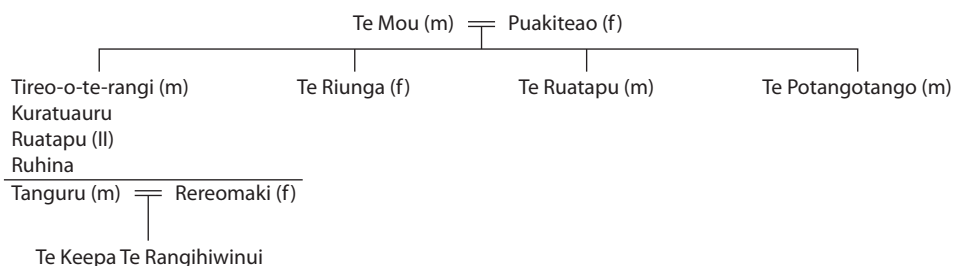 Te Mou (m) Puakiteao (f)
Tireo-o-te-rangi (m) Te Riunga (f) Te Ruatapu (m) Te Potangotango (m)
Kuratuauru
Ruatapu (II)
Ruhina
Tanguru (m) Rereomaki (f)
Te Keepa Te Rangihiwinui